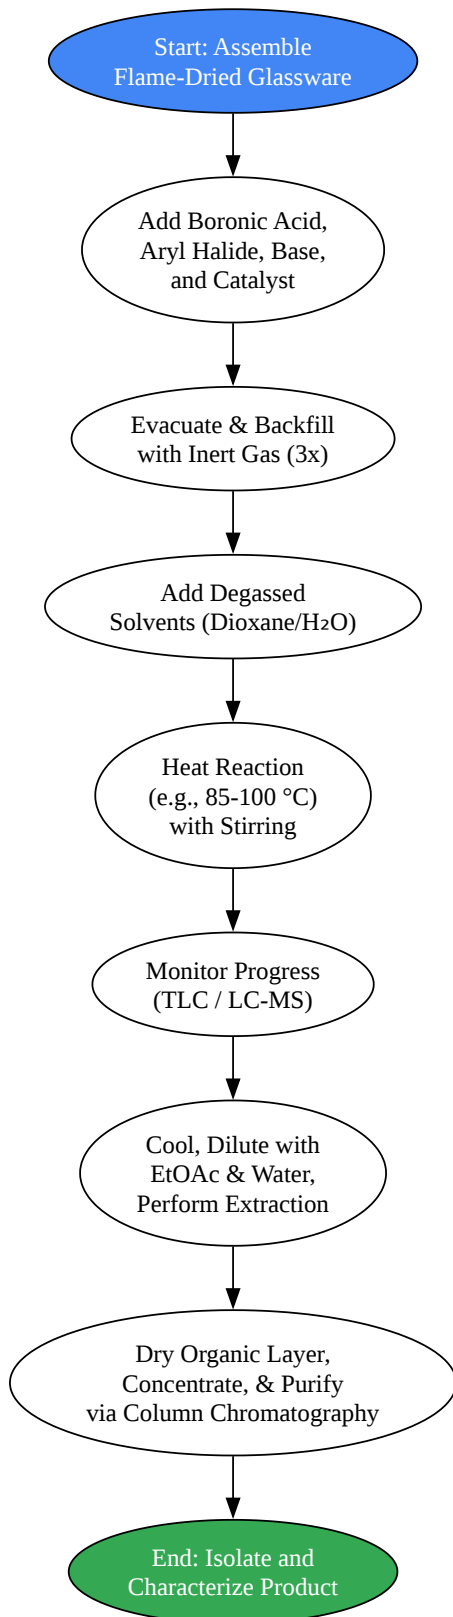 Start: Assemble
Flame-Dried Glassware
Add Boronic Acid,
Aryl Halide, Base,
and Catalyst
Evacuate & Backfill
with Inert Gas (3x)
Add Degassed
Solvents (Dioxane/H₂O)
Heat Reaction
(e.g., 85-100 °C)
with Stirring
Monitor Progress
(TLC / LC-MS)
Cool, Dilute with
EtOAc & Water,
Perform Extraction
Dry Organic Layer,
Concentrate, & Purify
via Column Chromatography
End: Isolate and
Characterize Product